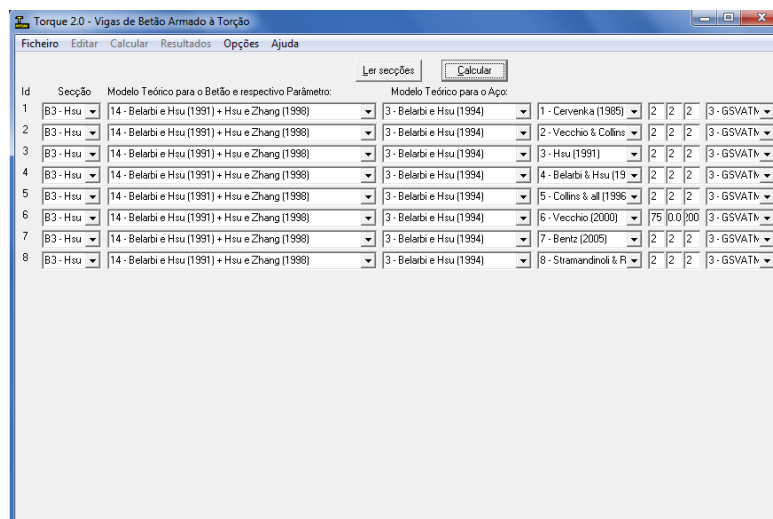 Torque 2.0 - Vigas de Betão Armado à Torção
Ficheiro Editar Calcular Resultados Opções Ajuda
Ler secções Calcular
Id Secção Modelo Teórico para o Betão e respectivo Parâmetro: Modelo Teórico para o Aço:
1 B3 - Hsu 14 - Belarbi e Hsu (1991) + Hsu e Zhang (1998) 3 - Belarbi e Hsu (1994) 1 - Cervenka (1985) 2 2 2 3 - GSVATM
2 B3 - Hsu 14 - Belarbi e Hsu (1991) + Hsu e Zhang (1998) 3 - Belarbi e Hsu (1994) 2 - Vecchio & Collins 2 2 2 3 - GSVATM
3 B3 - Hsu 14 - Belarbi e Hsu (1991) + Hsu e Zhang (1998) 3 - Belarbi e Hsu (1994) 3 - Hsu (1991) 2 2 2 3 - GSVATM
4 B3 - Hsu 14 - Belarbi e Hsu (1991) + Hsu e Zhang (1998) 3 - Belarbi e Hsu (1994) 4 - Belarbi & Hsu (19 2 2 2 3 - GSVATM
5 B3 - Hsu 14 - Belarbi e Hsu (1991) + Hsu e Zhang (1998) 3 - Belarbi e Hsu (1994) 5 - Collins & all (1996 2 2 2 3 - GSVATM
6 B3 - Hsu 14 - Belarbi e Hsu (1991) + Hsu e Zhang (1998) 3 - Belarbi e Hsu (1994) 6 - Vecchio (2000) 75 0.0 200 3 - GSVATM
7 B3 - Hsu 14 - Belarbi e Hsu (1991) + Hsu e Zhang (1998) 3 - Belarbi e Hsu (1994) 7 - Bentz (2005) 2 2 2 3 - GSVATM
8 B3 - Hsu 14 - Belarbi e Hsu (1991) + Hsu e Zhang (1998) 3 - Belarbi e Hsu (1994) 8 - Stramandinoli & R 2 2 2 3 - GSVATM